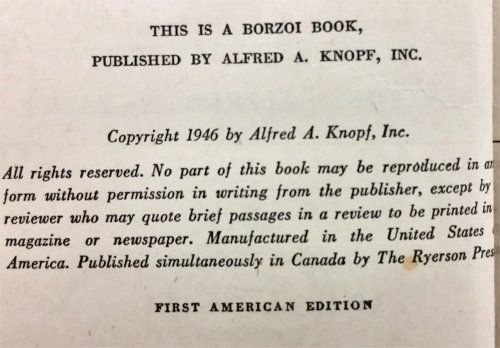 THIS IS A BORZOI BOOK,
PUBLISHED BY ALFRED A. KNOPF, INC.
Copyright 1946 by Alfred A. Knopf, Inc.
All rights reserved. No part of this book may be reproduced in
form without permission in writing from the publisher, except by
reviewer who may quote brief passages in a review to be printed in
magazine or newspaper. Manufactured in the United States
America. Published simultaneously in Canada by The Ryerson Pres
FIRST AMERICAN EDITION